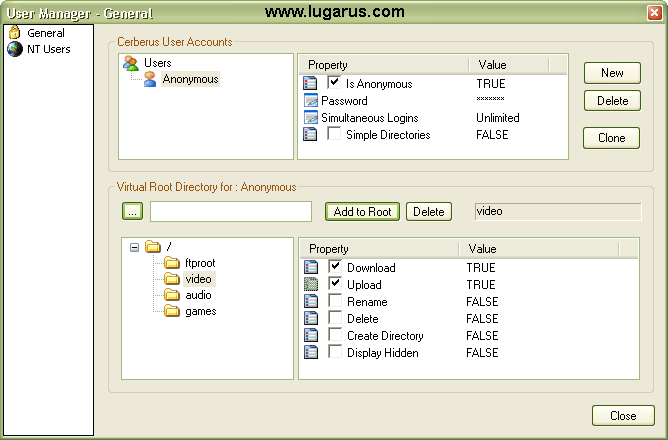 User Manager - General
www.lugarus.com
General
NT Users
Cerberus User Accounts
Users
Anonymous
Property Value
Is Anonymous TRUE
Password *******
Simultaneous Logins Unlimited
Simple Directories FALSE
New
Delete
Clone
Virtual Root Directory for : Anonymous
...
Add to Root
Delete
video
/
ftproot
video
audio
games
Property Value
Download TRUE
Upload TRUE
Rename FALSE
Delete FALSE
Create Directory FALSE
Display Hidden FALSE
Close